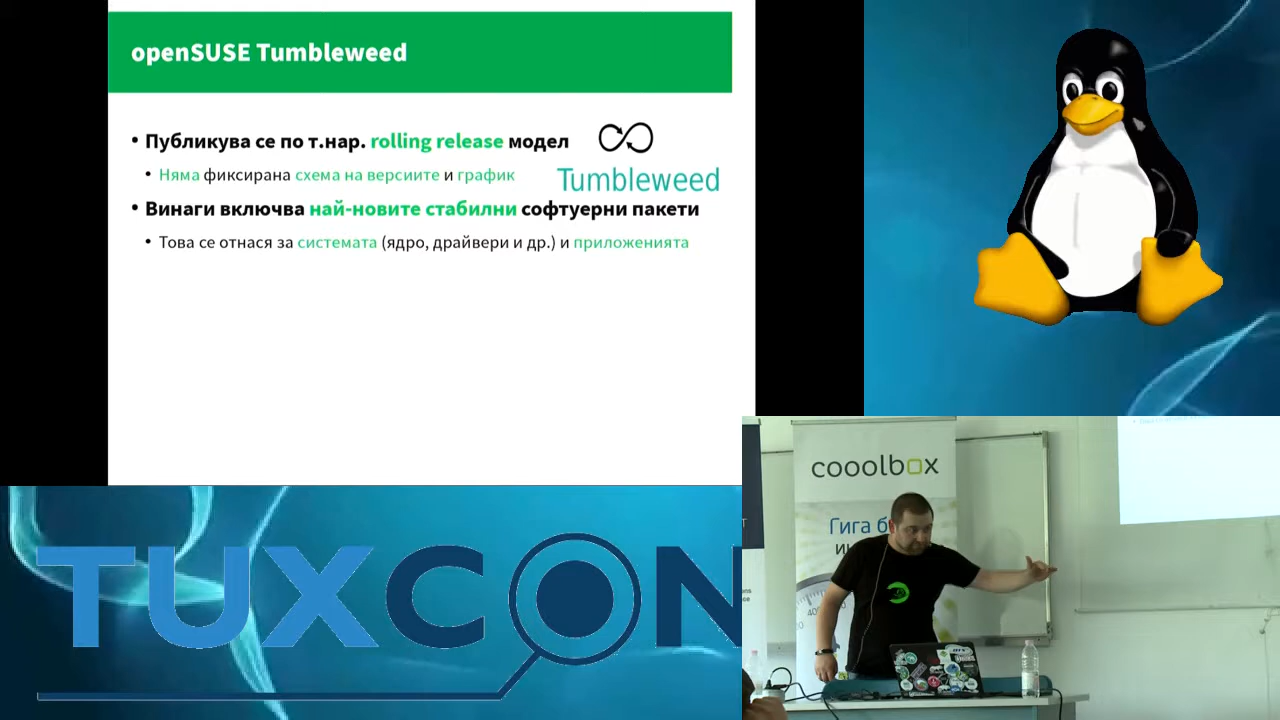 openSUSE Tumbleweed
• Публикува се по т.нар. rolling release модел
• Няма фиксирана схема на версиите и график
Tumbleweed
• Винаги включва най-новите стабилни софтуерни пакети
• Това се отнася за системата (ядро, драйвери и др.) и приложенията
TUXCON
cooolbox
Гига